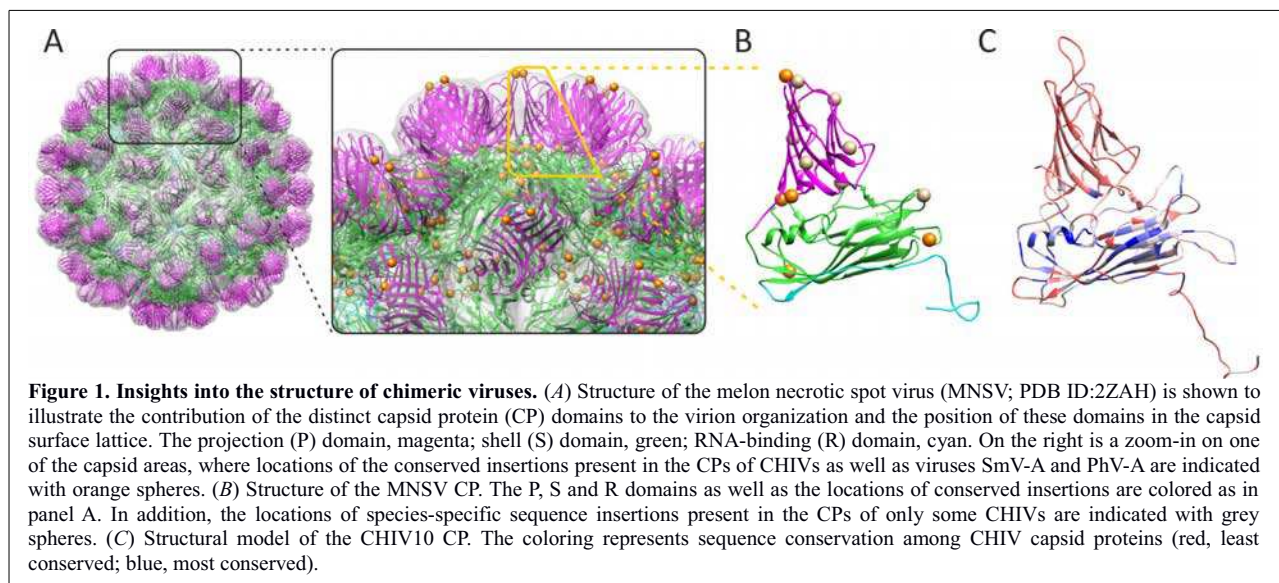 A
B
C
Figure 1. Insights into the structure of chimeric viruses. (A) Structure of the melon necrotic spot virus (MNSV; PDB ID:2ZAH) is shown to
illustrate the contribution of the distinct capsid protein (CP) domains to the virion organization and the position of these domains in the capsid
surface lattice. The projection (P) domain, magenta; shell (S) domain, green; RNA-binding (R) domain, cyan. On the right is a zoom-in on one
of the capsid areas, where locations of the conserved insertions present in the CPs of CHIVs as well as viruses SmV-A and PhV-A are indicated
with orange spheres. (B) Structure of the MNSV CP. The P, S and R domains as well as the locations of conserved insertions are colored as in
panel A. In addition, the locations of species-specific sequence insertions present in the CPs of only some CHIVs are indicated with grey
spheres. (C) Structural model of the CHIV10 CP. The coloring represents sequence conservation among CHIV capsid proteins (red, least
conserved; blue, most conserved).